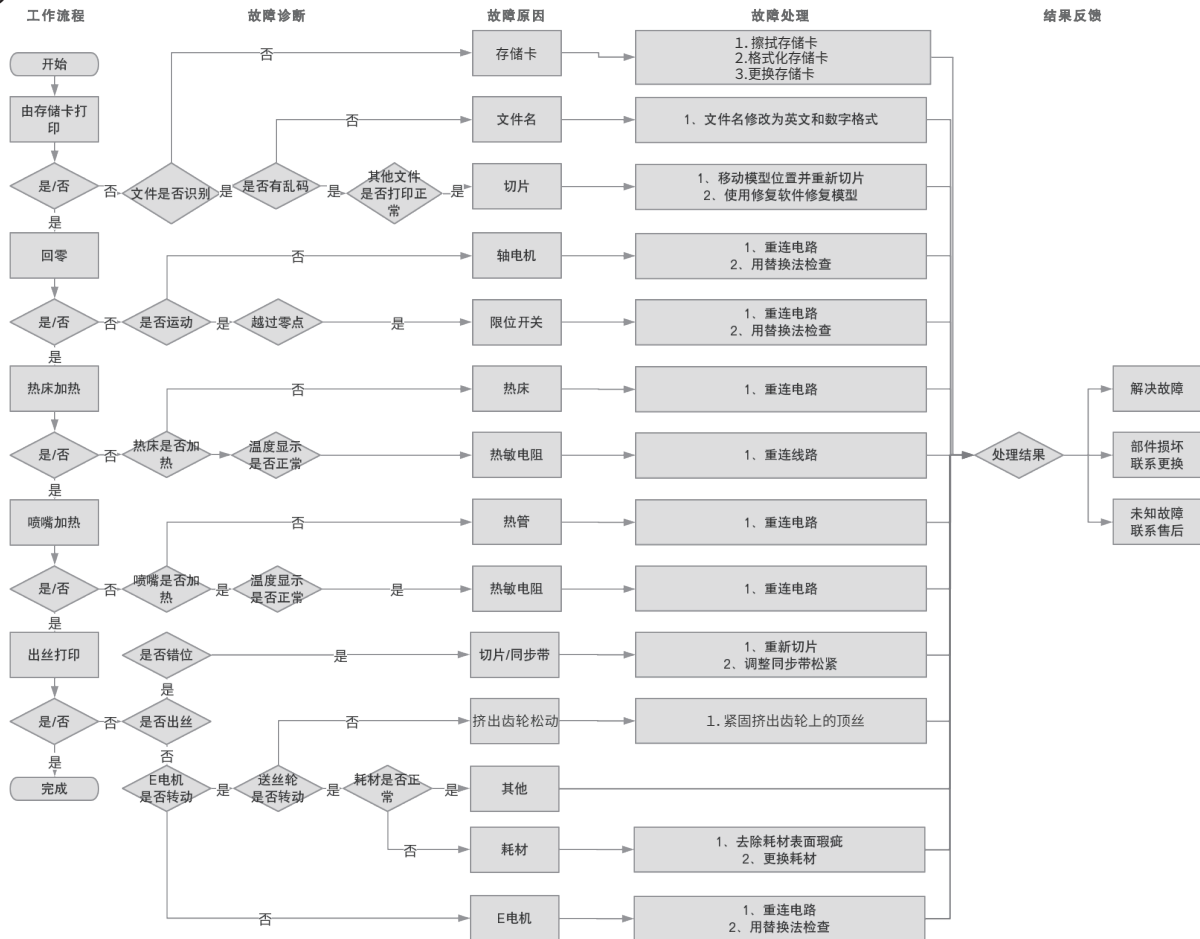 工作流程
故障诊断
故障原因
故障处理
结果反馈
开始
否
存储卡
1.擦拭存储卡
2.格式化存储卡
3.更换存储卡
由存储卡打
印
否
文件名
1、文件名修改为英文和数字格式
是/否
否
文件是否识别
是
是否有乱码
是
其他文件
是否打印正
常
是
切片
1、移动模型位置并重新切片
2、使用修复软件修复模型
是
回零
否
轴电机
1、重连电路
2、用替换法检查
是/否
否
是否运动
是
越过零点
是
限位开关
1、重连电路
2、用替换法检查
是
热床加热
否
热床
1、重连电路
解决故障
是/否
否
热床是否加
热
温度显示
是否正常
热敏电阻
1、重连线路
处理结果
部件损坏
联系更换
是
喷嘴加热
否
热管
1、重连电路
未知故障
联系售后
是/否
否
喷嘴是否加
热
是
温度显示
是否正常
是
热敏电阻
1、重连电路
是
出丝打印
是否错位
是
切片/同步带
1、重新切片
2、调整同步带松紧
是
是/否
否
是否出丝
否
挤出齿轮松动
1.紧固挤出齿轮上的顶丝
是
否
完成
E电机
是否转动
是
送丝轮
是否转动
是
耗材是否正
常
是
其他
否
耗材
1、去除耗材表面瑕疵
2、更换耗材
否
E电机
1、重连电路
2、用替换法检查